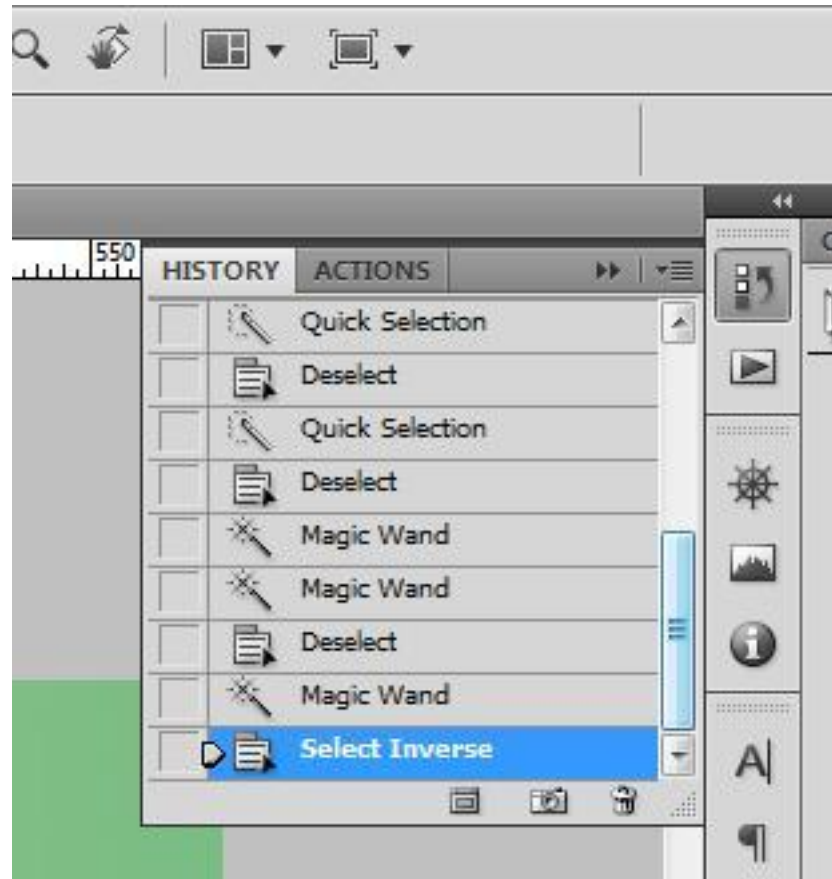 550
HISTORY ACTIONS
Quick Selection
Deselect
Quick Selection
Deselect
Magic Wand
Magic Wand
Deselect
Magic Wand
Select Inverse
A